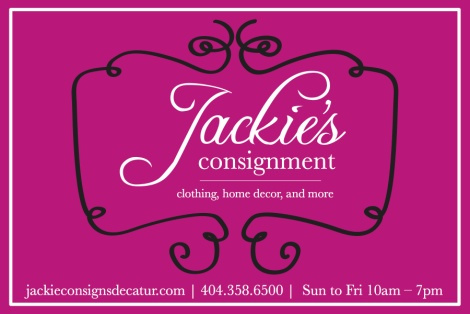 Jackie's
consignment
clothing, home decor, and more
jackieconsignsdecatur.com | 404.358.6500 | Sun to Fri 10am – 7pm